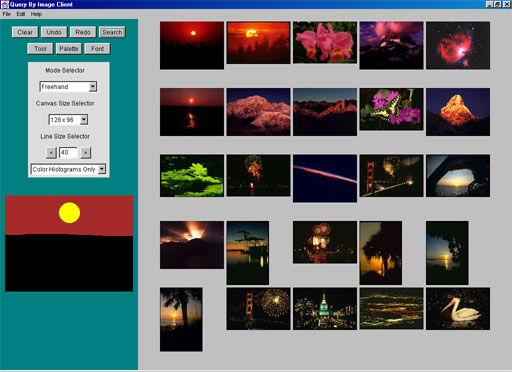 Query By Image Client
File Edit Help
Clear Undo Redo Search
Tool Palette Font
Mode Selector
Freehand
Canvas Size Selector
128 x 96
Line Size Selector
< 40 >
Color Histograms Only